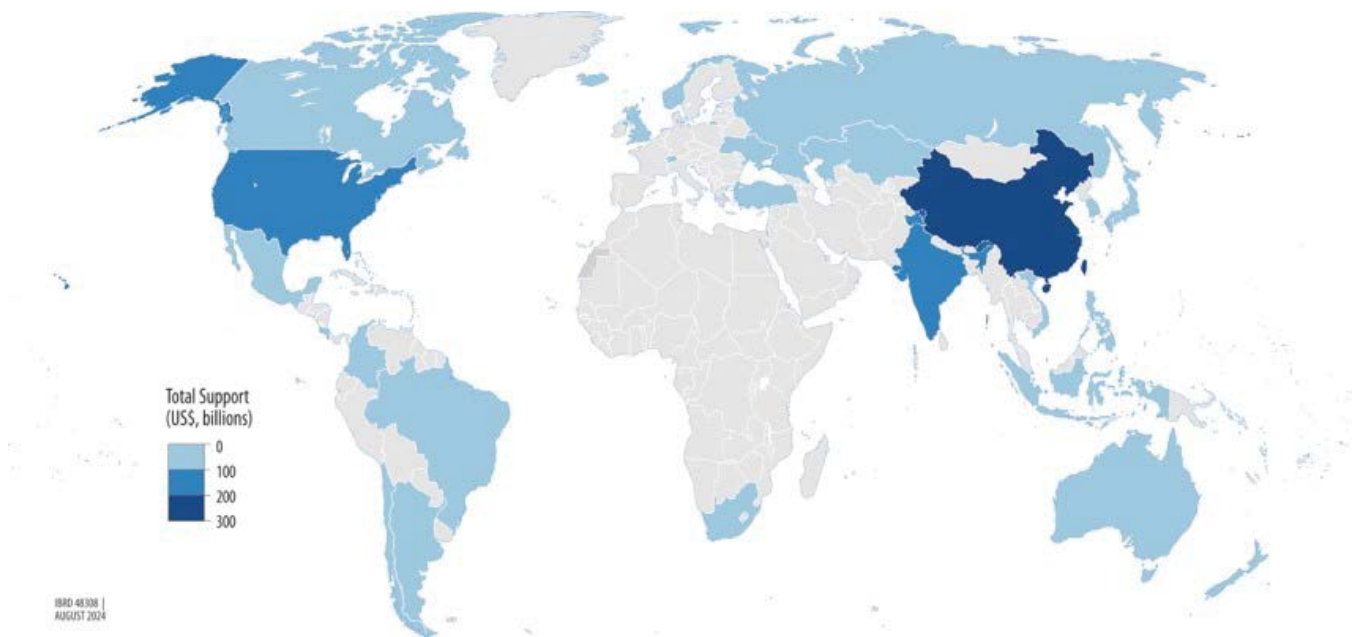 Total Support
(US$, billions)
0
100
200
300
IBRD 48308 |
AUGUST 2024